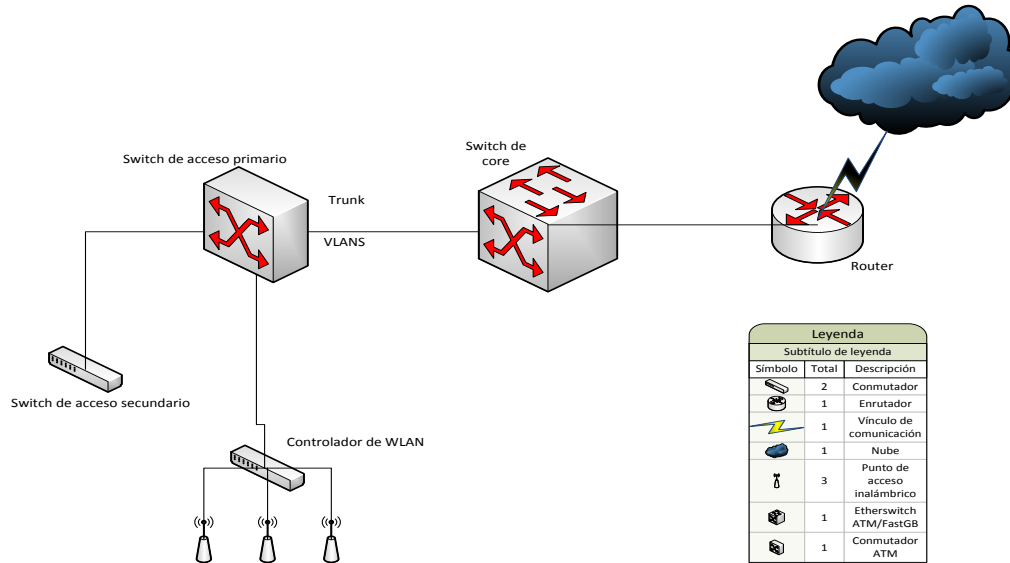 Switch de acceso primario
Switch de
core
Trunk
VLANS
Router
Switch de acceso secundario
Controlador de WLAN
Leyenda
Subtítulo de leyenda
Símbolo Total Descripción
2 Conmutador
1 Enrutador
1 Vínculo de
comunicación
1 Nube
3 Punto de
acceso
inalámbrico
1 Etherswitch
ATM/FastGB
1 Conmutador
ATM